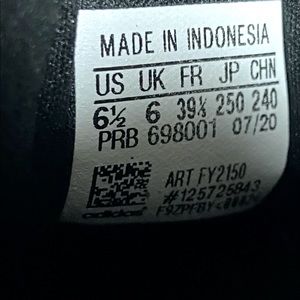 MADE IN INDONESIA
US UK FR JP CHN
6½ 6 39⅓ 250 240
PRB 698001 07/20
ART FY2150
#125725843
adidas